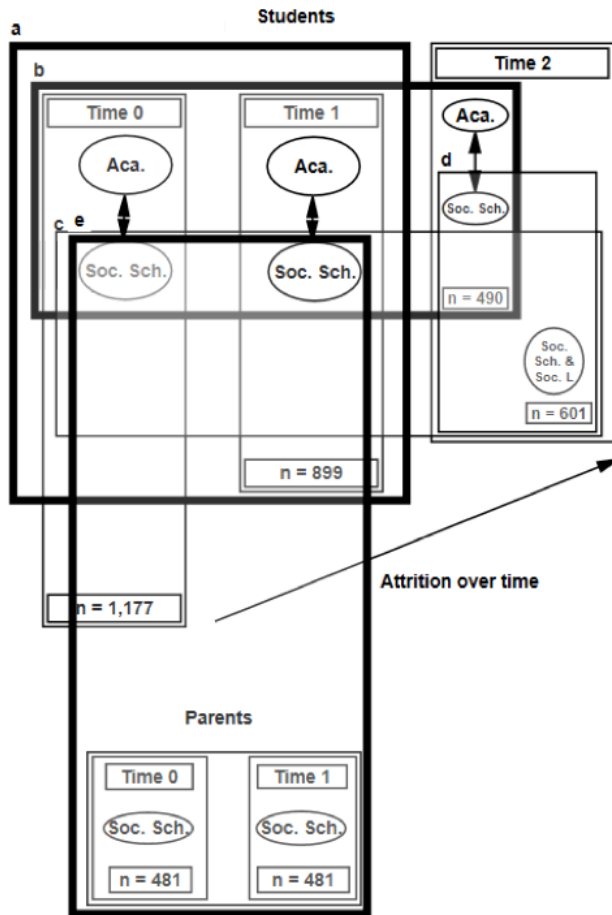 Students
a
b
Time 0
Time 1
Time 2
Aca.
Aca.
Aca.
d
Soc. Sch.
c
e
Soc. Sch.
Soc. Sch.
n = 490
Soc.
Sch. &
Soc. L
n = 601
n = 899
Attrition over time
n = 1,177
Parents
Time 0
Time 1
Soc. Sch.
Soc. Sch.
n = 481
n = 481